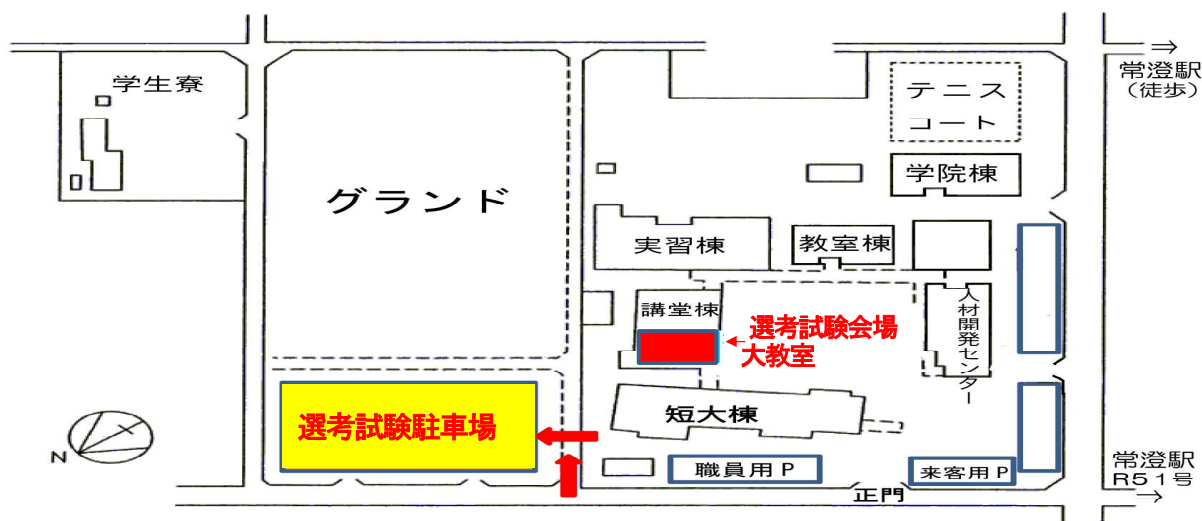 →
常澄駅
（徒歩）
学生寮
テニス
コート
学院棟
グランド
実習棟
教室棟
講堂棟
人材開発センター
選考試験会場
大教室
短大棟
選考試験駐車場
N
職員用P
来客用P
正門
常澄駅
R51号
→